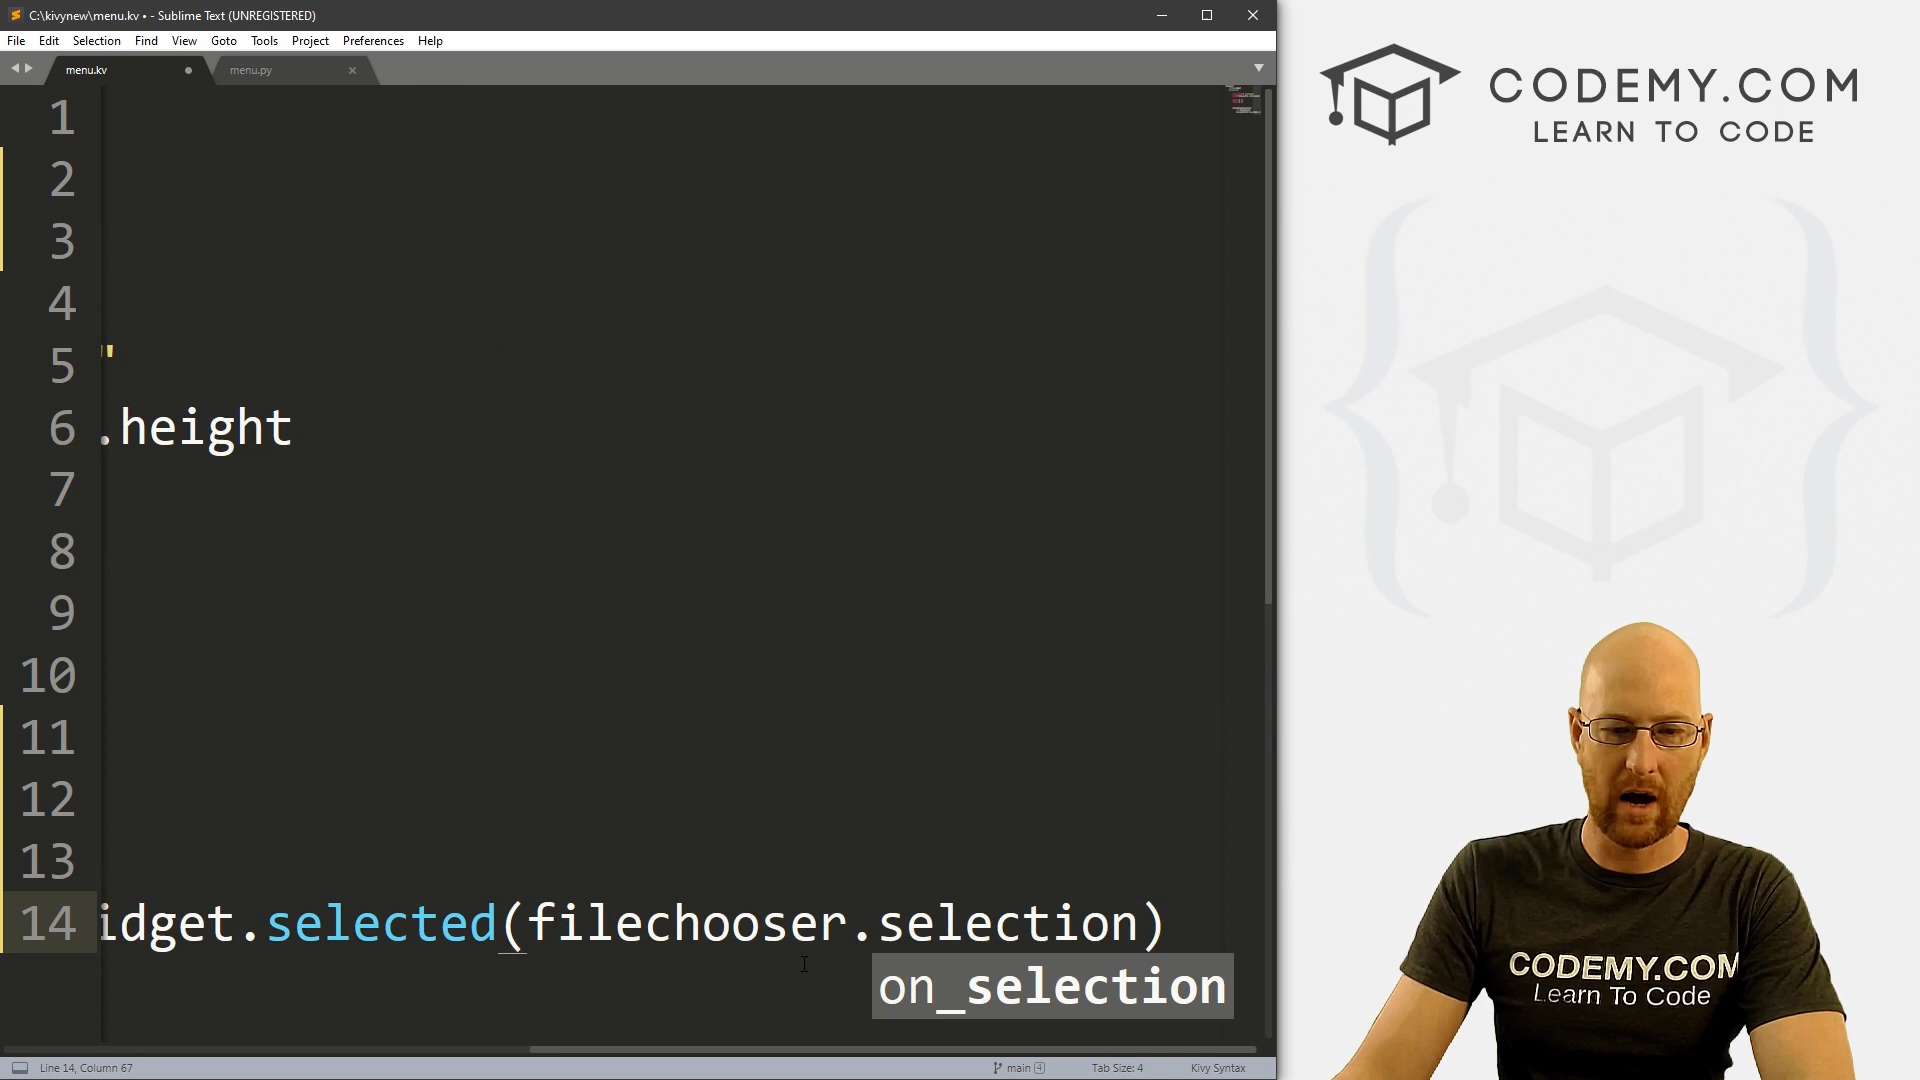 C:\kivynew\menu.kv • - Sublime Text (UNREGISTERED)
File Edit Selection Find View Goto Tools Project Preferences Help
menu.kv menu.py
1
2
3
4
5 "
6 .height
7
8
9
10
11
12
13
14 idget.selected(filechooser.selection)
on_selection
Line 14, Column 67 main 4 Tab Size: 4 Kivy Syntax
CODEMY.COM
LEARN TO CODE
CODEMY.COM
Learn To Code